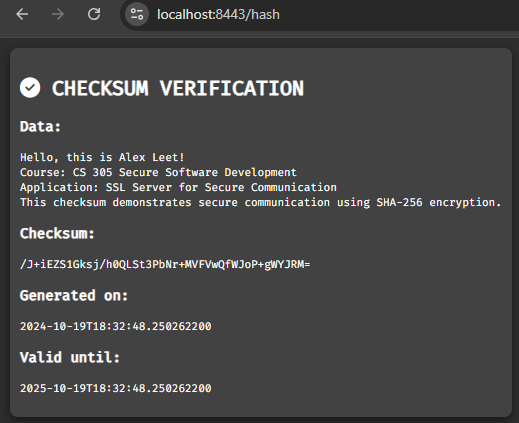 localhost:8443/hash
CHECKSUM VERIFICATION
Data:
Hello, this is Alex Leet!
Course: CS 305 Secure Software Development
Application: SSL Server for Secure Communication
This checksum demonstrates secure communication using SHA-256 encryption.
Checksum:
/J+iEZS1Gksj/h0QLSt3PbNr+MVFVwQfWJoP+gWYJRM=
Generated on:
2024-10-19T18:32:48.250262200
Valid until:
2025-10-19T18:32:48.250262200